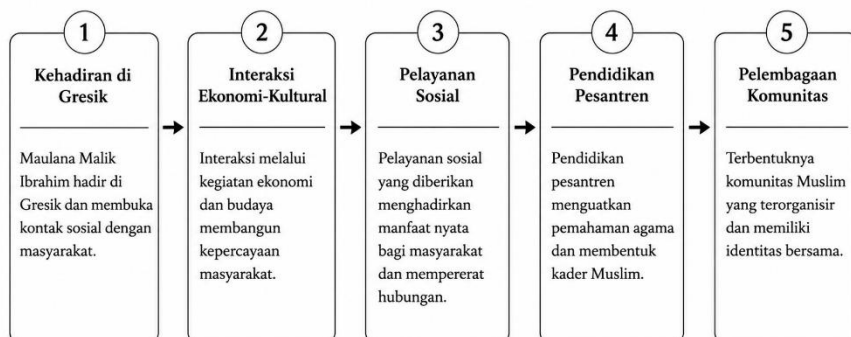 1
Kehadiran di
Gresik
Maulana Malik
Ibrahim hadir di
Gresik dan membuka
kontak sosial dengan
masyarakat.
2
Interaksi
Ekonomi-Kultural
Interaksi melalui
kegiatan ekonomi
dan budaya
membangun
kepercayaan
masyarakat.
3
Pelayanan
Sosial
Pelayanan sosial
yang diberikan
menghadirkan
manfaat nyata
bagi masyarakat
dan mempererat
hubungan.
4
Pendidikan
Pesantren
Pendidikan
pesantren
menguatkan
pemahaman agama
dan membentuk
kader Muslim.
5
Pelembagaan
Komunitas
Terbentuknya
komunitas Muslim
yang terorganisir
dan memiliki
identitas bersama.